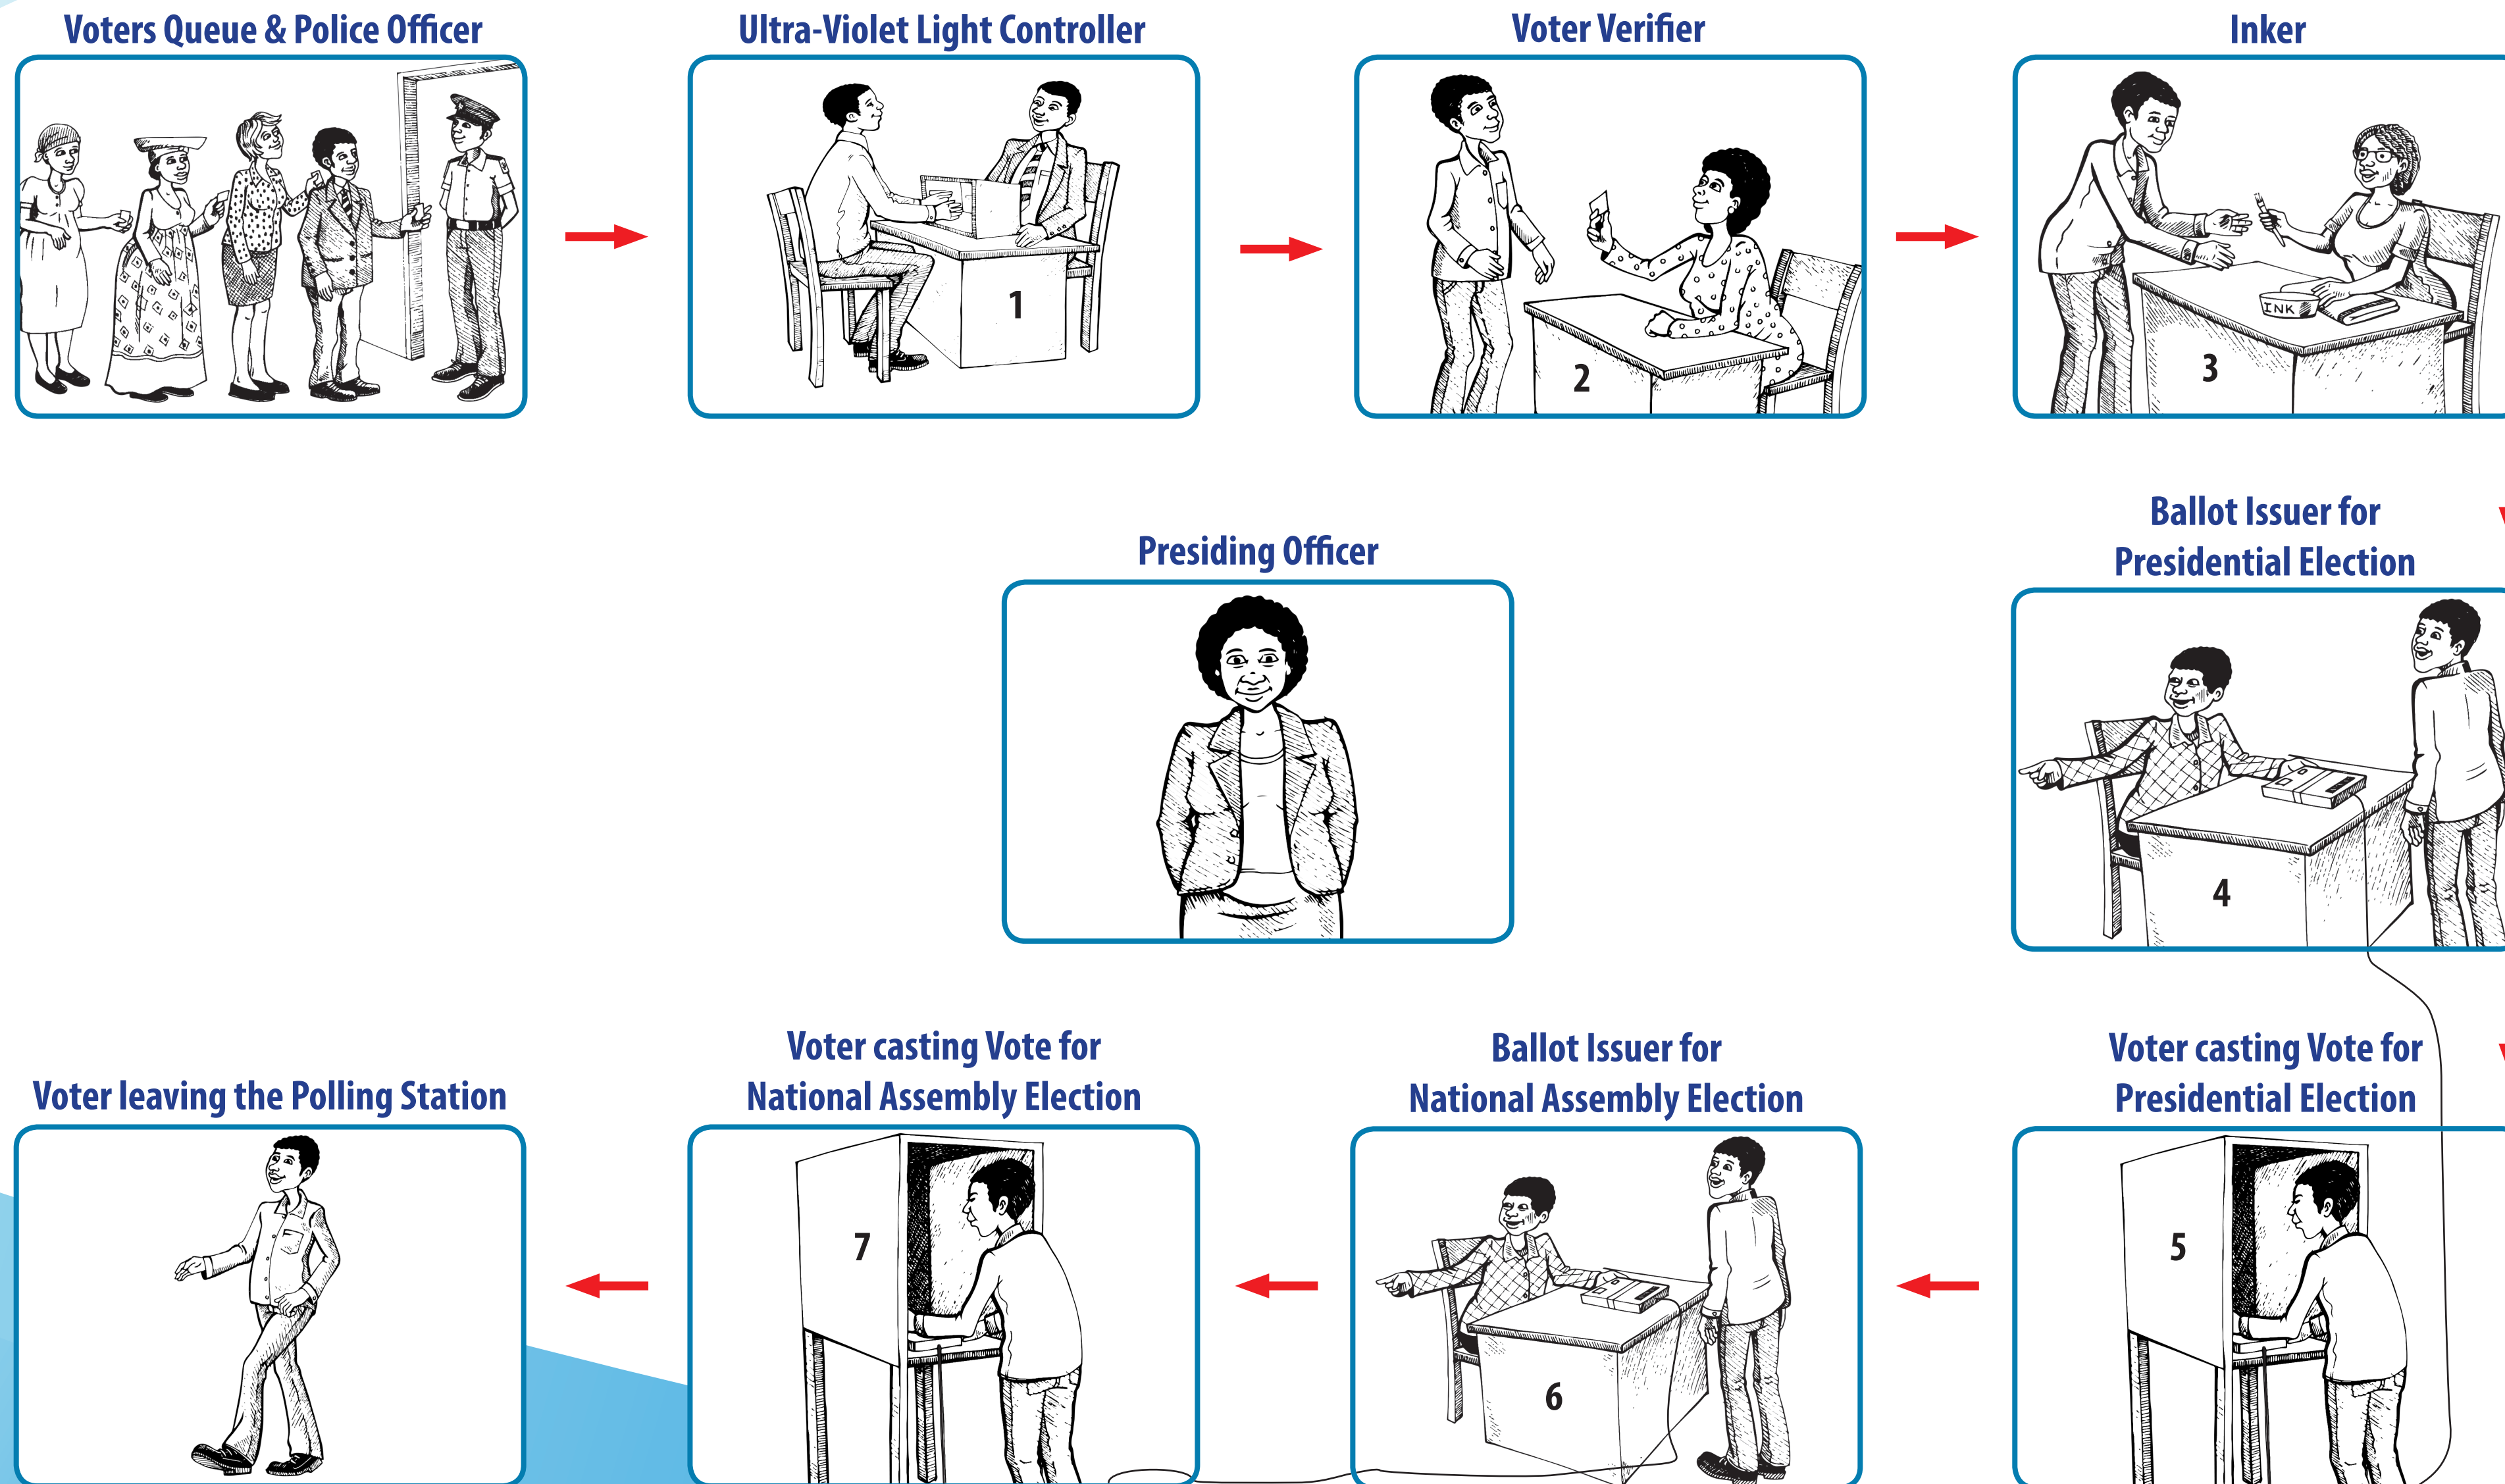 Voters Queue & Police Officer
Ultra-Violet Light Controller
Voter Verifier
Inker
1
2
INK
3
Presiding Officer
Ballot Issuer for
Presidential Election
4
Voter casting Vote for
Presidential Election
5
Ballot Issuer for
National Assembly Election
6
Voter casting Vote for
National Assembly Election
7
Voter leaving the Polling Station